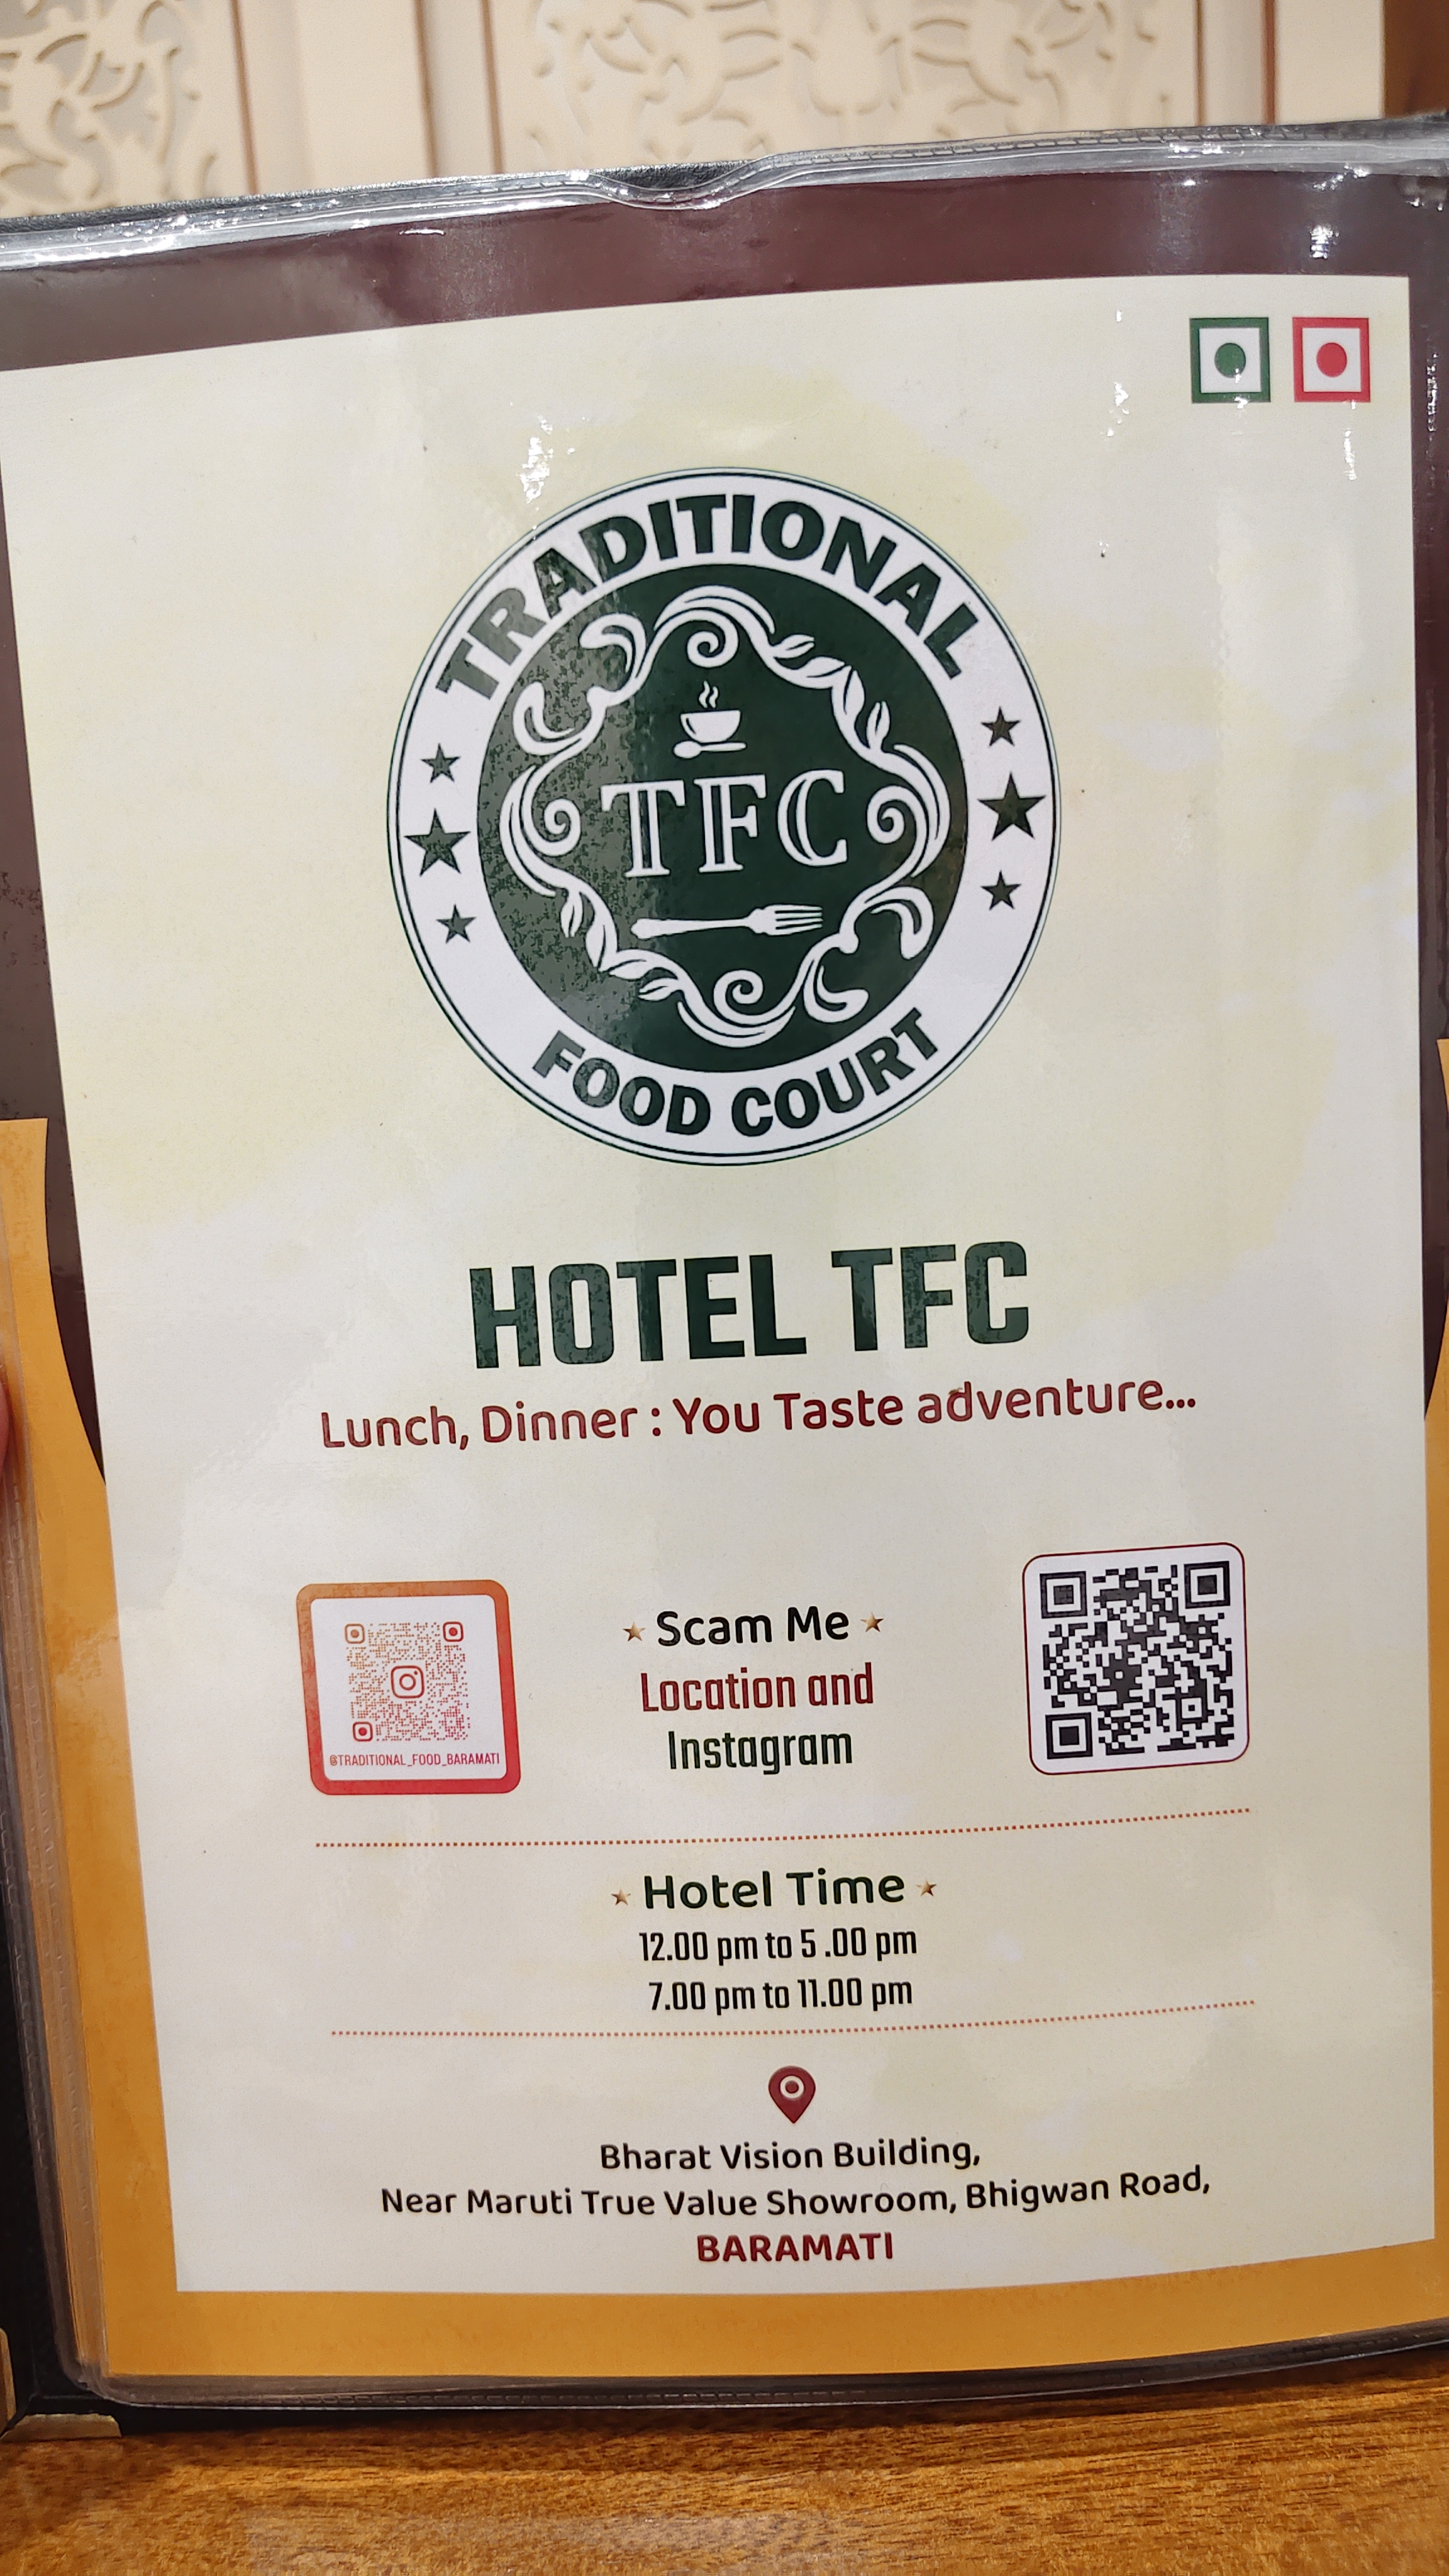 TRADITIONAL
TFC
FOOD COURT
HOTEL TFC
Lunch, Dinner : You Taste adventure...
Scam Me
Location and
Instagram
@TRADITIONAL_FOOD_BARAMATI
Hotel Time
12.00 pm to 5 .00 pm
7.00 pm to 11.00 pm
Bharat Vision Building,
Near Maruti True Value Showroom, Bhigwan Road,
BARAMATI